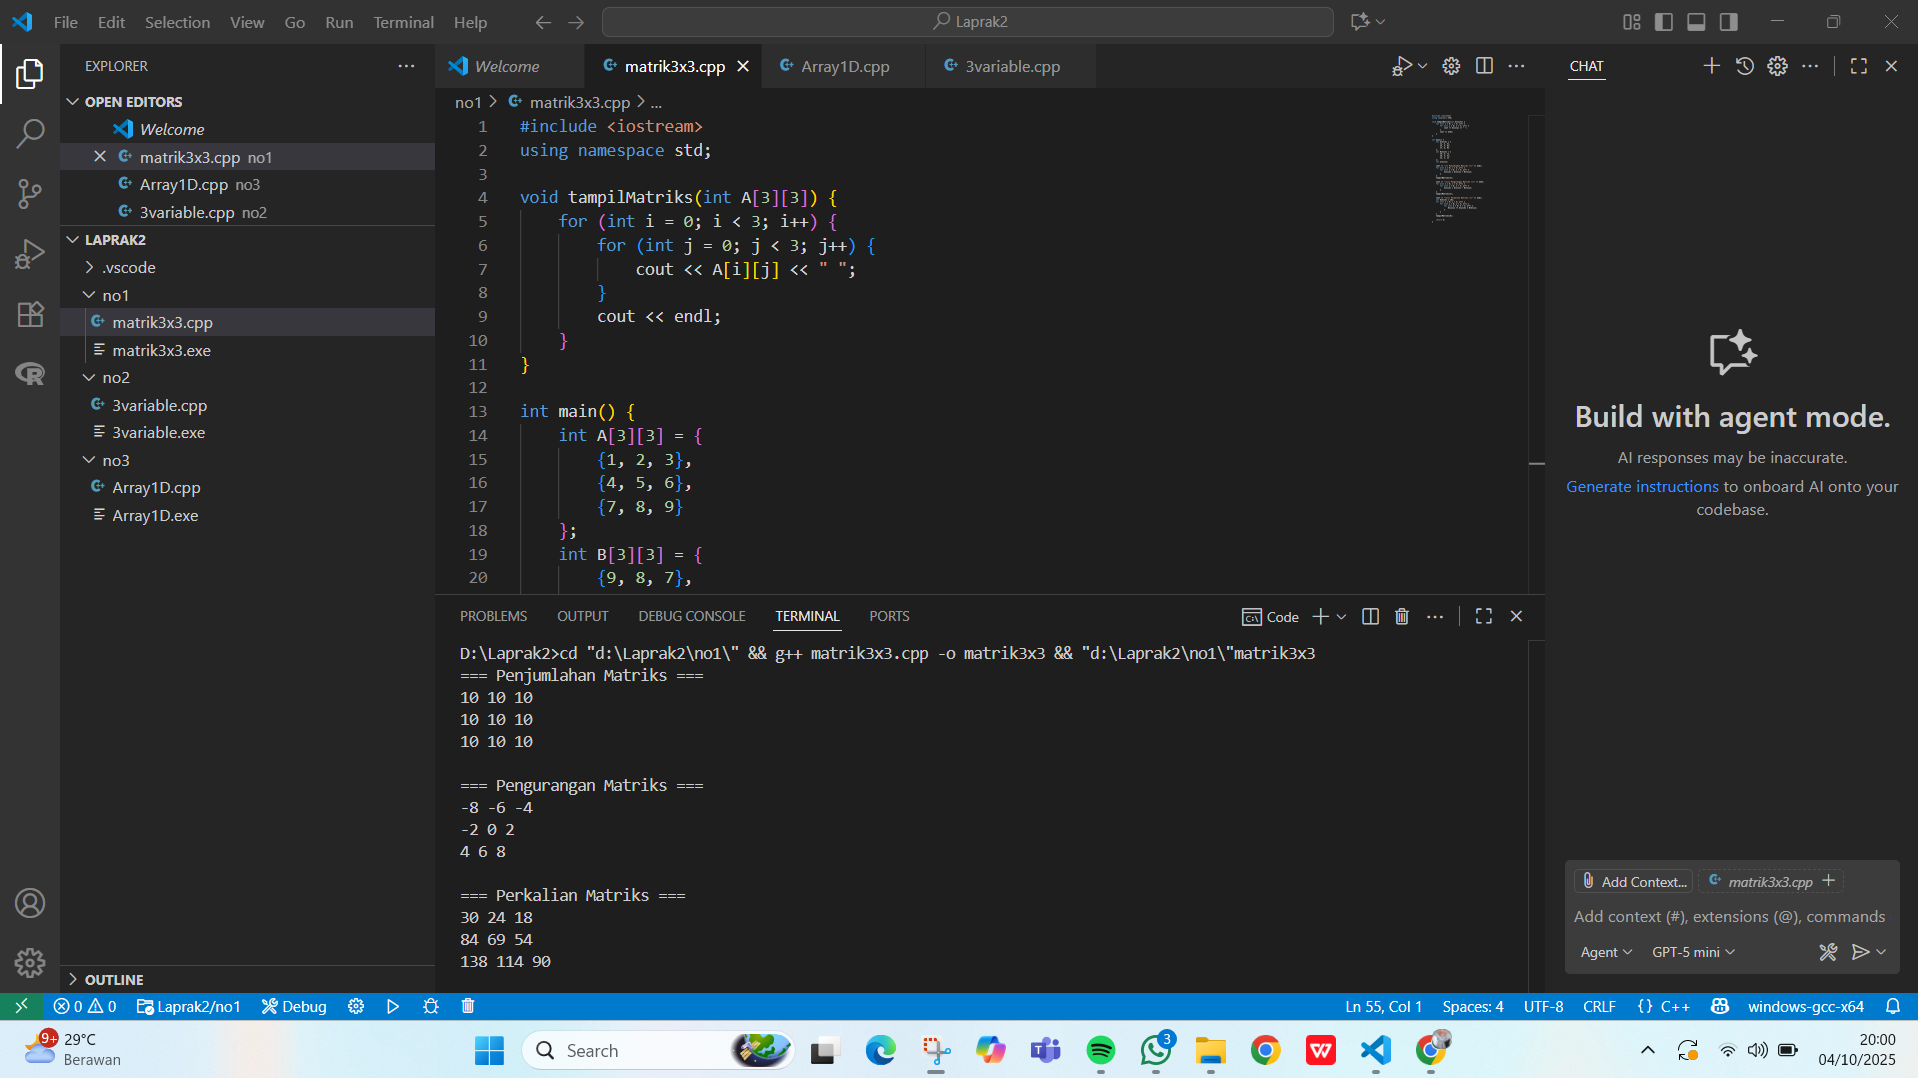 File Edit Selection View Go Run Terminal Help
Laprak2
EXPLORER
OPEN EDITORS
Welcome
matrik3x3.cpp no1
Array1D.cpp no3
3variable.cpp no2
LAPRAK2
.vscode
no1
matrik3x3.cpp
matrik3x3.exe
no2
3variable.cpp
3variable.exe
no3
Array1D.cpp
Array1D.exe
OUTLINE
Welcome matrik3x3.cpp Array1D.cpp 3variable.cpp
no1 > matrik3x3.cpp > ...
1 #include <iostream>
2 using namespace std;
3
4 void tampilMatriks(int A[3][3]) {
5 for (int i = 0; i < 3; i++) {
6 for (int j = 0; j < 3; j++) {
7 cout << A[i][j] << " ";
8 }
9 cout << endl;
10 }
11 }
12
13 int main() {
14 int A[3][3] = {
15 {1, 2, 3},
16 {4, 5, 6},
17 {7, 8, 9}
18 };
19 int B[3][3] = {
20 {9, 8, 7},
PROBLEMS OUTPUT DEBUG CONSOLE TERMINAL PORTS
Code
D:\Laprak2>cd "d:\Laprak2\no1\" && g++ matrik3x3.cpp -o matrik3x3 && "d:\Laprak2\no1\"matrik3x3
=== Penjumlahan Matriks ===
10 10 10
10 10 10
10 10 10
=== Pengurangan Matriks ===
-8 -6 -4
-2 0 2
4 6 8
=== Perkalian Matriks ===
30 24 18
84 69 54
138 114 90
CHAT
Build with agent mode.
AI responses may be inaccurate.
Generate instructions to onboard AI onto your
codebase.
Add Context... matrik3x3.cpp
Add context (#), extensions (@), commands
Agent GPT-5 mini
0 0 Laprak2/no1 Debug
Ln 55, Col 1 Spaces: 4 UTF-8 CRLF {} C++ windows-gcc-x64
9+ 29°C
Berawan
Search
3
20:00
04/10/2025